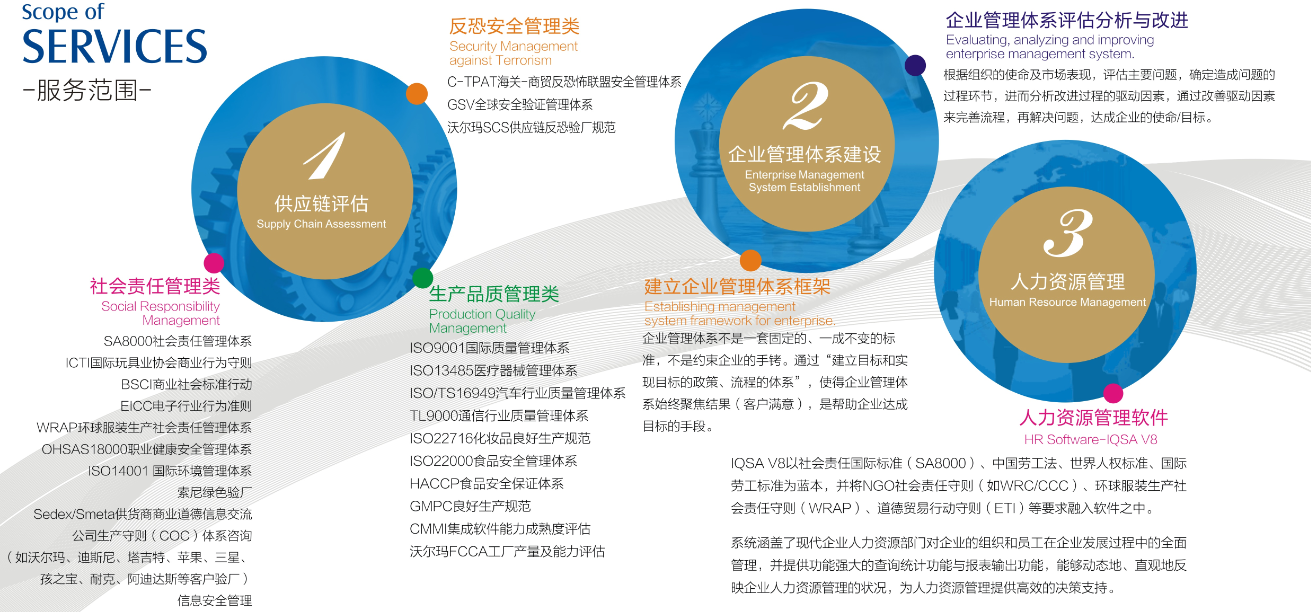 Scope of
SERVICES
-服务范围-
1
供应链评估
Supply Chain Assessment
反恐安全管理类
Security Management
against Terrorism
C-TPAT海关-商贸反恐怖联盟安全管理体系
GSV全球安全验证管理体系
沃尔玛SCS供应链反恐验厂规范
社会责任管理类
Social Responsibility
Management
SA8000社会责任管理体系
ICTI国际玩具业协会商业行为守则
BSCI商业社会标准行动
EICC电子行业行为准则
WRAP环球服装生产社会责任管理体系
OHSAS18000职业健康安全管理体系
ISO14001 国际环境管理体系
索尼绿色验厂
Sedex/Smeta供货商商业道德信息交流
公司生产守则（COC）体系咨询
（如沃尔玛、迪斯尼、塔吉特、苹果、三星、
孩之宝、耐克、阿迪达斯等客户验厂）
信息安全管理
生产品质管理类
Production Quality
Management
ISO9001国际质量管理体系
ISO13485医疗器械管理体系
ISO/TS16949汽车行业质量管理体系
TL9000通信行业质量管理体系
ISO22716化妆品良好生产规范
ISO22000食品安全管理体系
HACCP食品安全保证体系
GMPC良好生产规范
CMMI集成软件能力成熟度评估
沃尔玛FCCA工厂产量及能力评估
2
企业管理体系建设
Enterprise Management
System Establishment
企业管理体系评估分析与改进
Evaluating, analyzing and improving
enterprise management system.
根据组织的使命及市场表现，评估主要问题，确定造成问题的
过程环节，进而分析改进过程的驱动因素，通过改善驱动因素
来完善流程，再解决问题，达成企业的使命/目标。
建立企业管理体系框架
Establishing management
system framework for enterprise.
企业管理体系不是一套固定的、一成不变的标
准，不是约束企业的手铐。通过“建立目标和实
现目标的政策、流程的体系”，使得企业管理体
系始终聚焦结果（客户满意），是帮助企业达成
目标的手段。
3
人力资源管理
Human Resource Management
人力资源管理软件
HR Software-IQSA V8
IQSA V8以社会责任国际标准（SA8000）、中国劳工法、世界人权标准、国际
劳工标准为蓝本，并将NGO社会责任守则（如WRC/CCC）、环球服装生产社
会责任守则（WRAP）、道德贸易行动守则（ETI）等要求融入软件之中。
系统涵盖了现代企业人力资源部门对企业的组织和员工在企业发展过程中的全面
管理，并提供功能强大的查询统计功能与报表输出功能，能够动态地、直观地反
映企业人力资源管理的状况，为人力资源管理提供高效的决策支持。